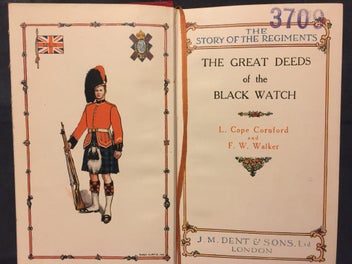 3709
THE
STORY OF THE REGIMENTS
THE GREAT DEEDS
of the
BLACK WATCH
L. Cope Cornford
and
F. W. Walker
J. M. DENT & SONS, Ltd
LONDON